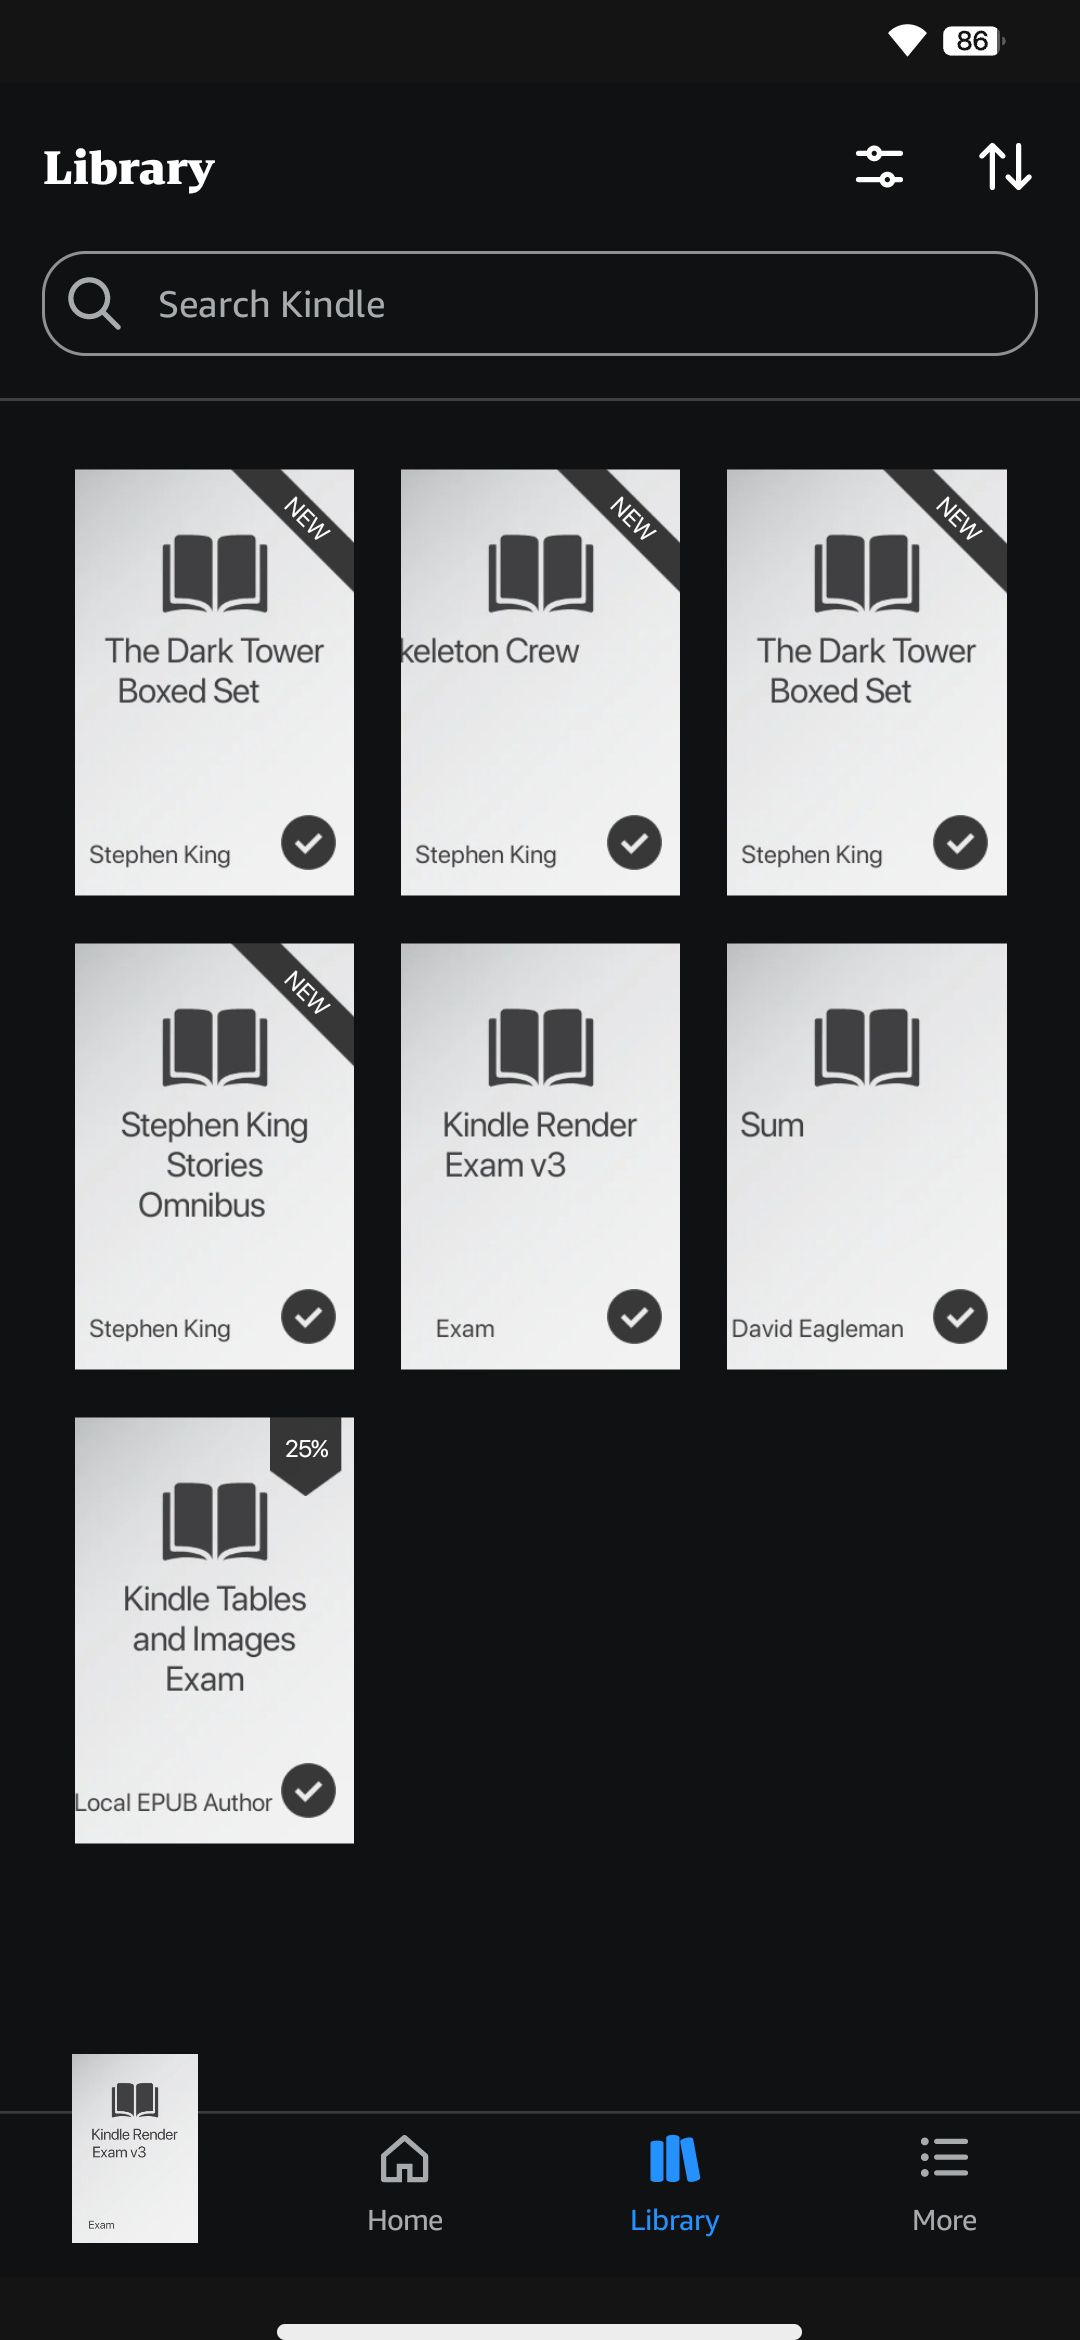 86
Library
Search Kindle
NEW
The Dark Tower
Boxed Set
Stephen King
NEW
keleton Crew
Stephen King
NEW
The Dark Tower
Boxed Set
Stephen King
NEW
Stephen King
Stories
Omnibus
Stephen King
Kindle Render
Exam v3
Exam
Sum
David Eagleman
25%
Kindle Tables
and Images
Exam
Local EPUB Author
Kindle Render
Exam v3
Exam
Home
Library
More